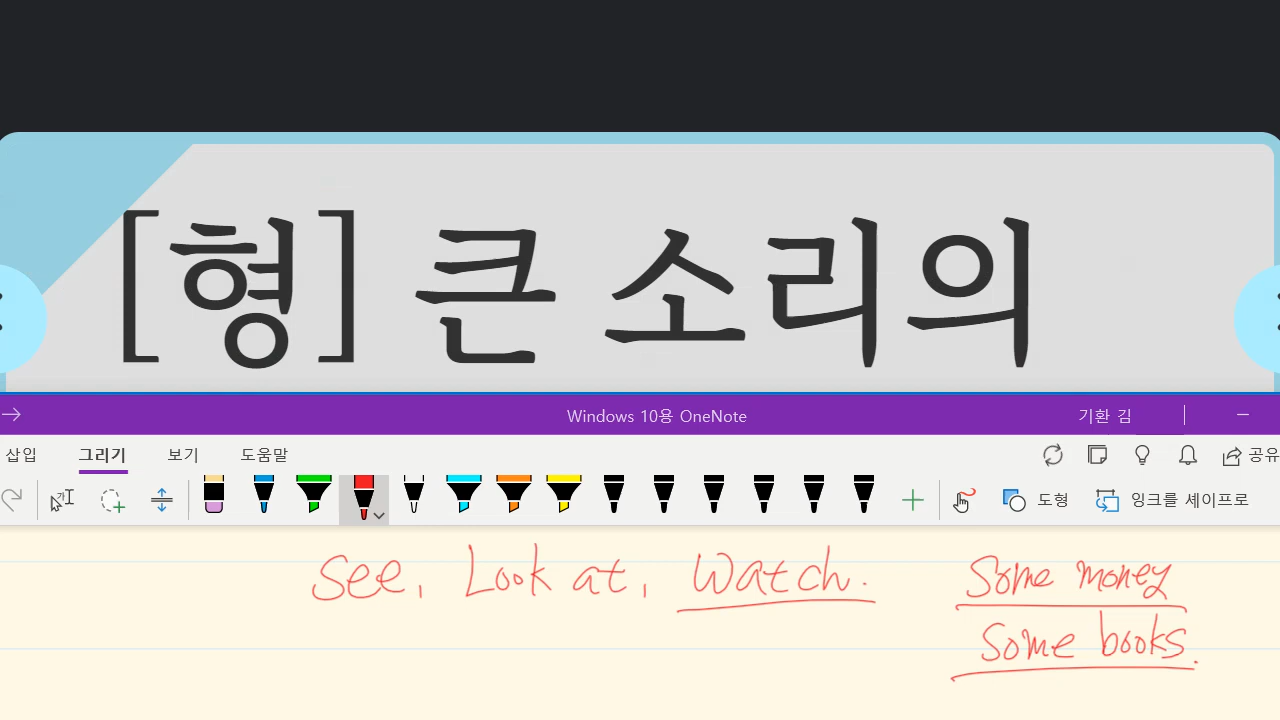 [형] 큰 소리의
Windows 10용 OneNote 기환 김
삽입 그리기 보기 도움말 공유
가 도형 잉크를 셰이프로
See, Look at, Watch. Some money
Some books.